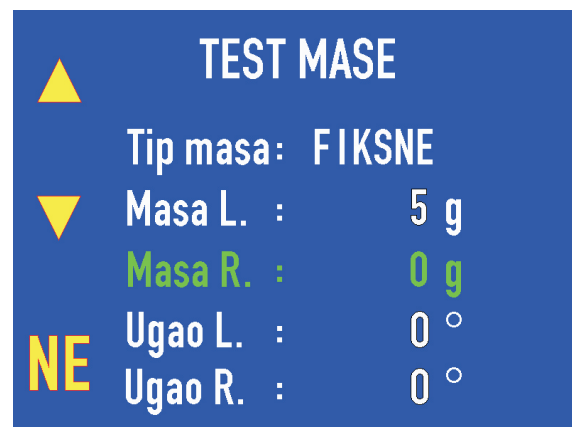 TEST MASE
Tip masa: FIKSNE
Masa L. : 5 g
Masa R. : 0 g
Ugao L. : 0 °
NE
Ugao R. : 0 °